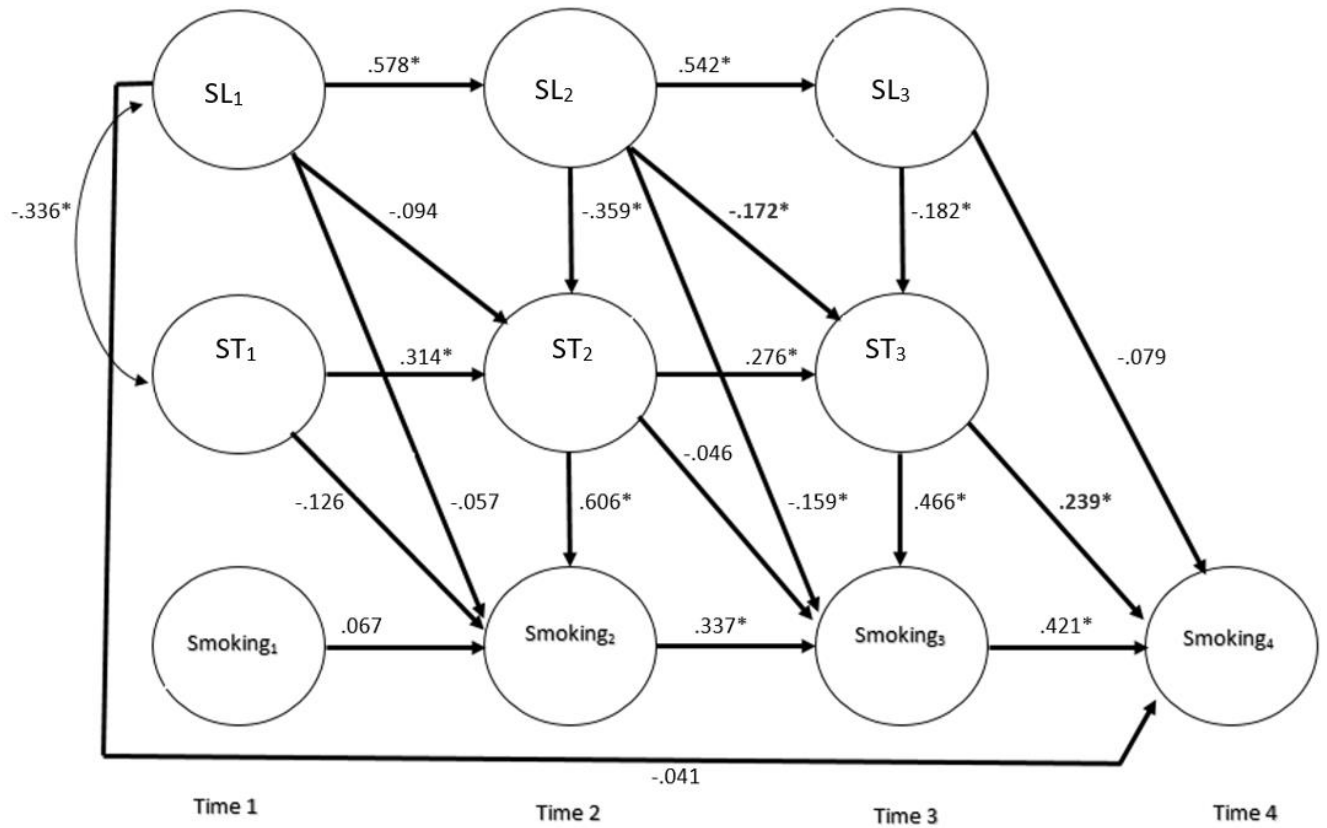 SL₁
.578*
SL₂
.542*
SL₃
-.336*
-.094
-.359*
-.172*
-.182*
ST₁
.314*
ST₂
.276*
ST₃
-.079
-.126
-.057
.606*
-.046
-.159*
.466*
.239*
Smoking₁
.067
Smoking₂
.337*
Smoking₃
.421*
Smoking₄
-.041
Time 1
Time 2
Time 3
Time 4